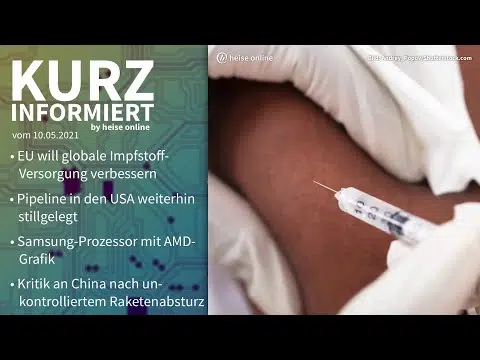 heise online
KURZ
INFORMIERT
by heise online
vom 10.05.2021
• EU will globale Impfstoff-
Versorgung verbessern
• Pipeline in den USA weiterhin
stillgelegt
• Samsung-Prozessor mit AMD-
Grafik
• Kritik an China nach un-
kontrolliertem Raketenabsturz